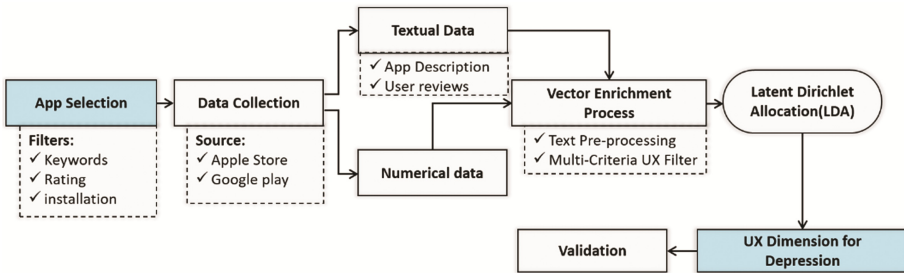 App Selection
Filters:
✓ Keywords
✓ Rating
✓ installation
Data Collection
Source:
✓ Apple Store
✓ Google play
Textual Data
✓ App Description
✓ User reviews
Numerical data
Vector Enrichment
Process
✓ Text Pre-processing
✓ Multi-Criteria UX Filter
Latent Dirichlet
Allocation(LDA)
UX Dimension for
Depression
Validation